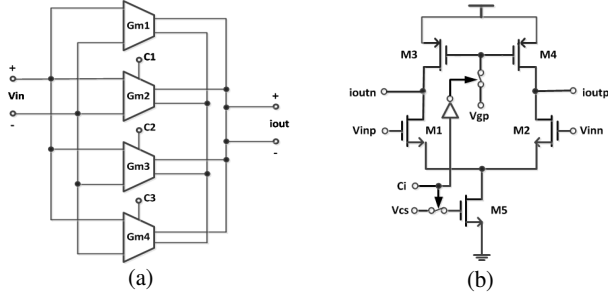 +
Vin
-
Gm1
C1
Gm2
C2
Gm3
C3
Gm4
+
iout
-
(a)
M3
M4
ioutn
ioutp
Vgp
Vinp
M1
M2
Vinn
Ci
Vcs
M5
(b)